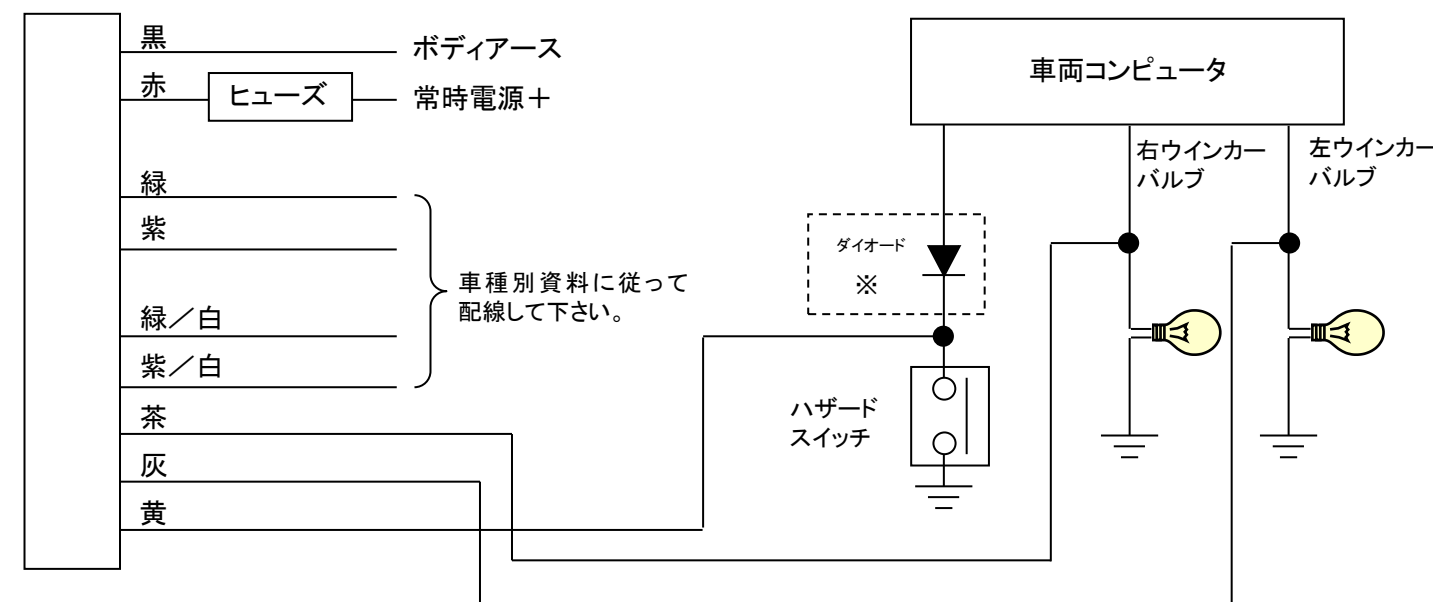 黒
ボディアース
赤
ヒューズ
常時電源＋
緑
紫
緑／白
紫／白
茶
灰
黄
車種別資料に従って
配線して下さい。
車両コンピュータ
右ウインカー
バルブ
左ウインカー
バルブ
ダイオード
※
ハザード
スイッチ